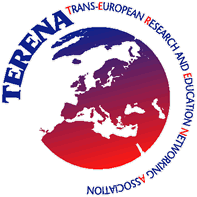 TERENA
TRANS-EUROPEAN RESEARCH AND EDUCATION NETWORKING ASSOCIATION